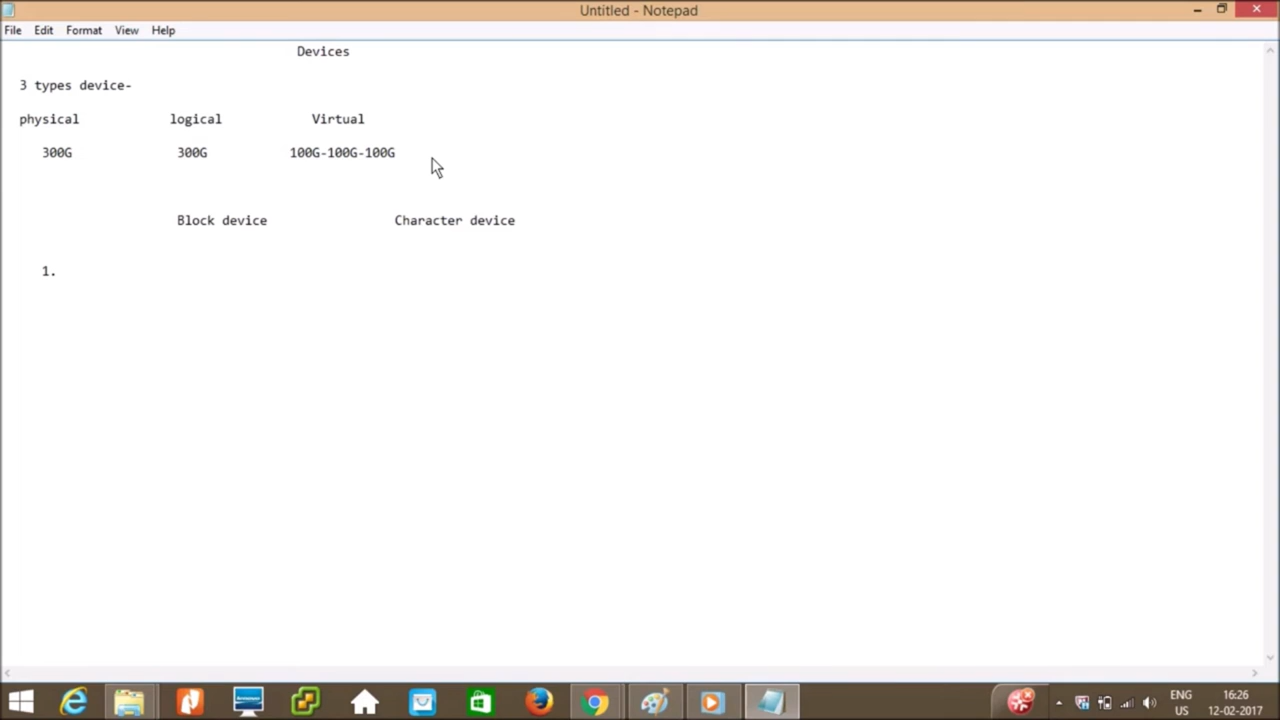 Untitled - Notepad
File Edit Format View Help
Devices
3 types device-
physical logical Virtual
300G 300G 100G-100G-100G
Block device Character device
1.
ENG 16:26
US 12-02-2017